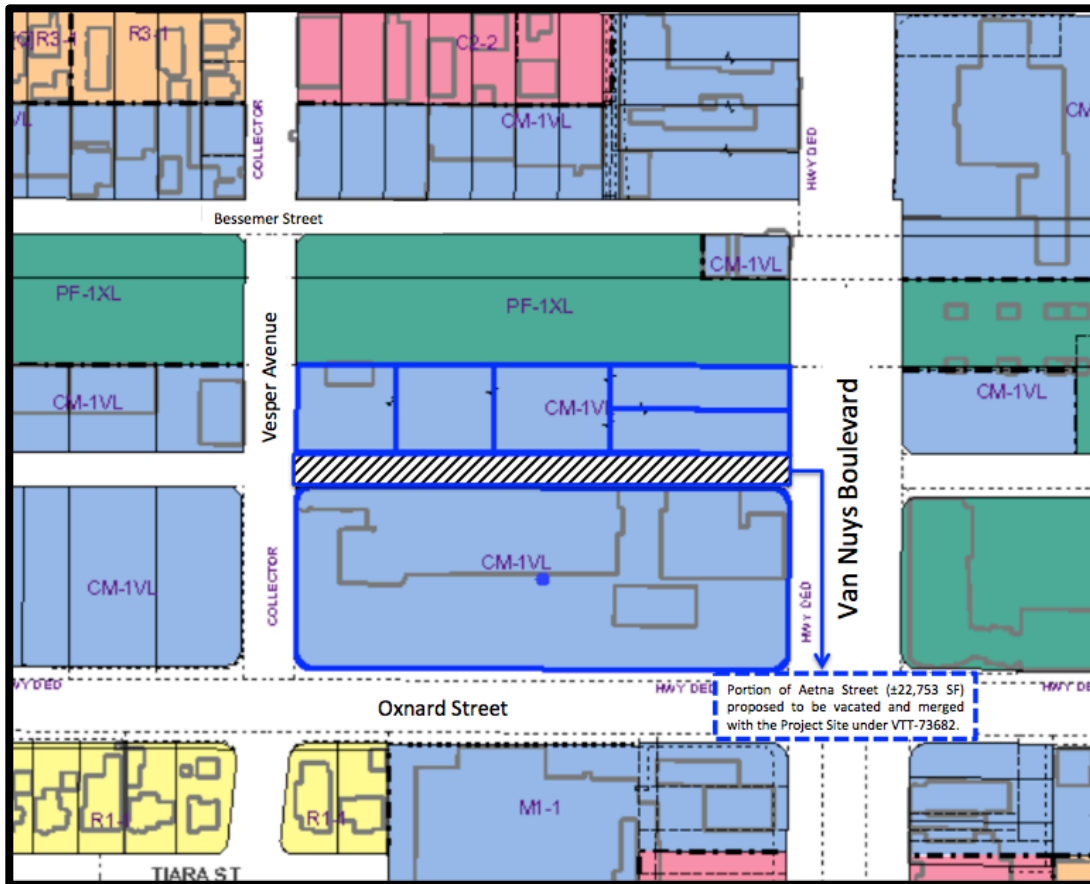 [Q]R3-1
R3-1
C2-2
VL
COLLECTOR
CM-1VL
HWY DED
CM
Bessemer Street
PF-1XL
PF-1XL
CM-1VL
Vesper Avenue
CM-1VL
CM-1VL
CM-1VL
Van Nuys Boulevard
CM-1VL
COLLECTOR
CM-1VL
HWY DED
WY DED
HWY DED
HWY DE
Oxnard Street
Portion of Aetna Street (±22,753 SF)
proposed to be vacated and merged
with the Project Site under VTT-73682.
R1-1
R1-1
M1-1
TIARA ST